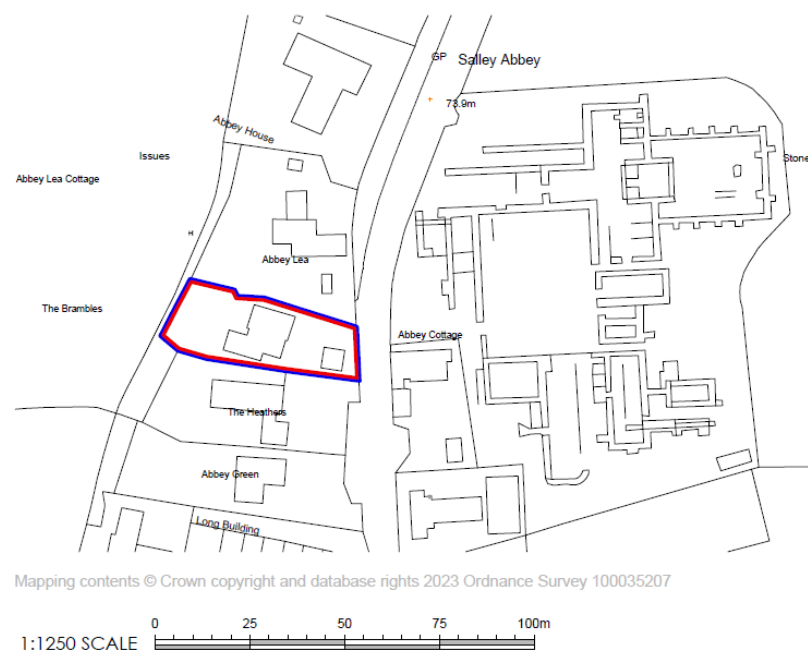 GP Salley Abbey
73.9m
Abbey House
Issues
Stone
Abbey Lea Cottage
H
Abbey Lea
The Brambles
Abbey Cottage
The Heathers
Abbey Green
Long Building
Mapping contents © Crown copyright and database rights 2023 Ordnance Survey 100035207
0 25 50 75 100m
1:1250 SCALE